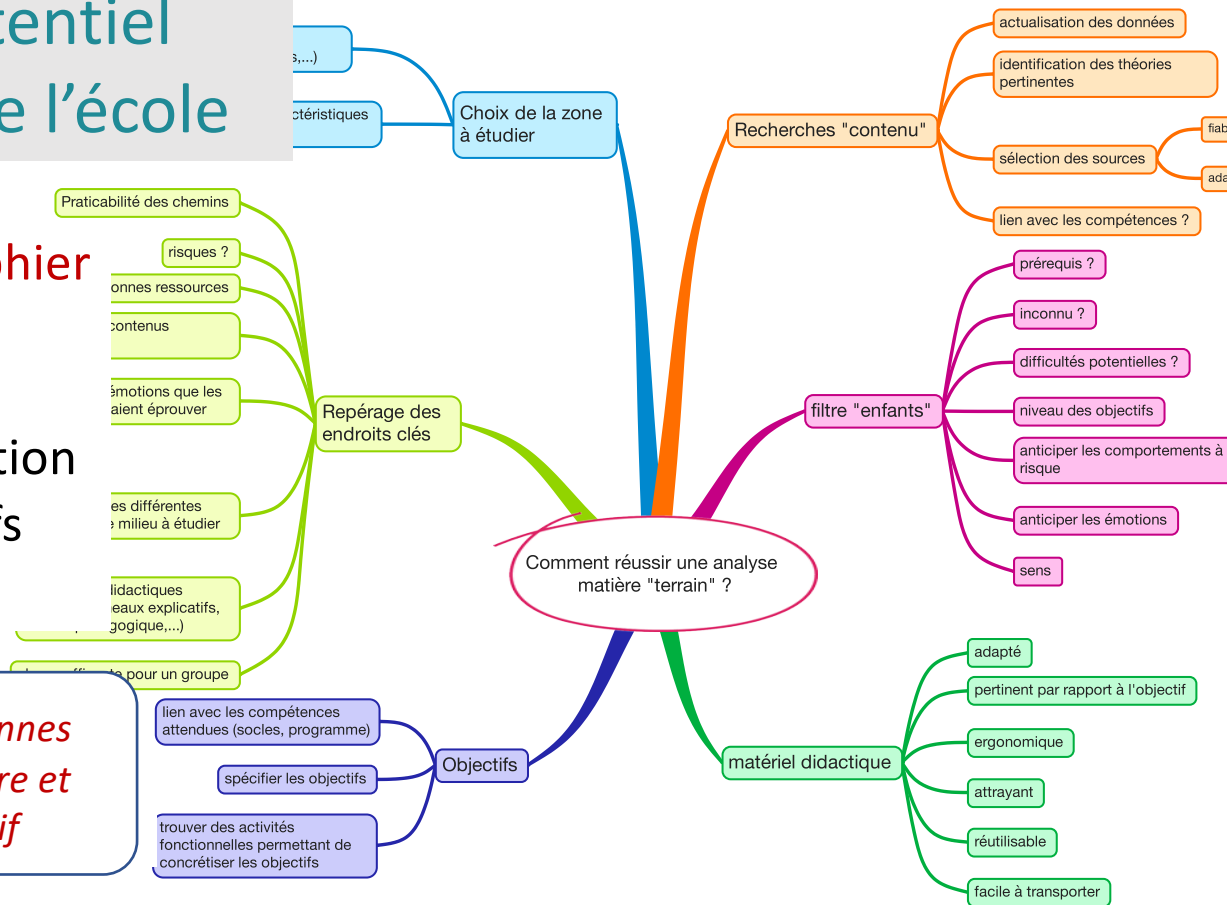 tentiel
e l'école
hier
tion
fs
nnes
re et
if
s,...)
ctéristiques
Choix de la zone
à étudier
Praticabilité des chemins
risques ?
onnes ressources
contenus
émotions que les
aient éprouver
es différentes
milieu à étudier
didactiques
eaux explicatifs,
gogique,...)
pour un groupe
Repérage des
endroits clés
lien avec les compétences
attendues (socles, programme)
spécifier les objectifs
trouver des activités
fonctionnelles permettant de
concrétiser les objectifs
Objectifs
Comment réussir une analyse
matière "terrain" ?
Recherches "contenu"
actualisation des données
identification des théories
pertinentes
sélection des sources
fiab
ada
lien avec les compétences ?
filtre "enfants"
prérequis ?
inconnu ?
difficultés potentielles ?
niveau des objectifs
anticiper les comportements à
risque
anticiper les émotions
sens
matériel didactique
adapté
pertinent par rapport à l'objectif
ergonomique
attrayant
réutilisable
facile à transporter